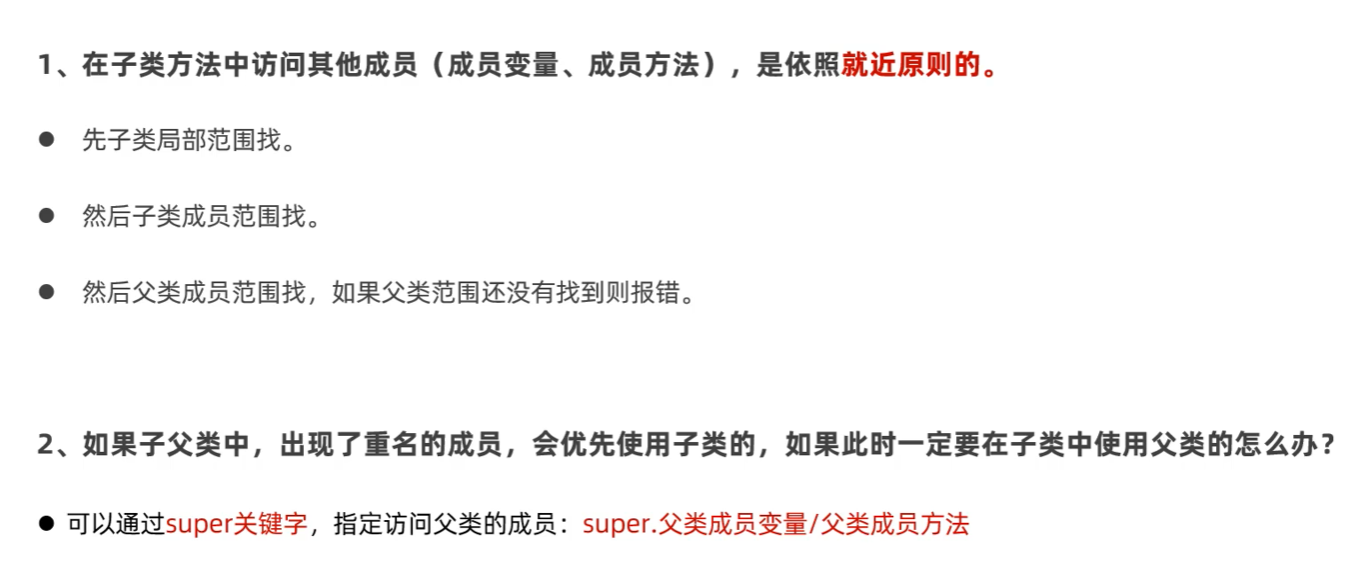 1、在子类方法中访问其他成员（成员变量、成员方法），是依照就近原则的。
● 先子类局部范围找。
● 然后子类成员范围找。
● 然后父类成员范围找，如果父类范围还没有找到则报错。
2、如果子父类中，出现了重名的成员，会优先使用子类的，如果此时一定要在子类中使用父类的怎么办？
● 可以通过super关键字，指定访问父类的成员：super.父类成员变量/父类成员方法